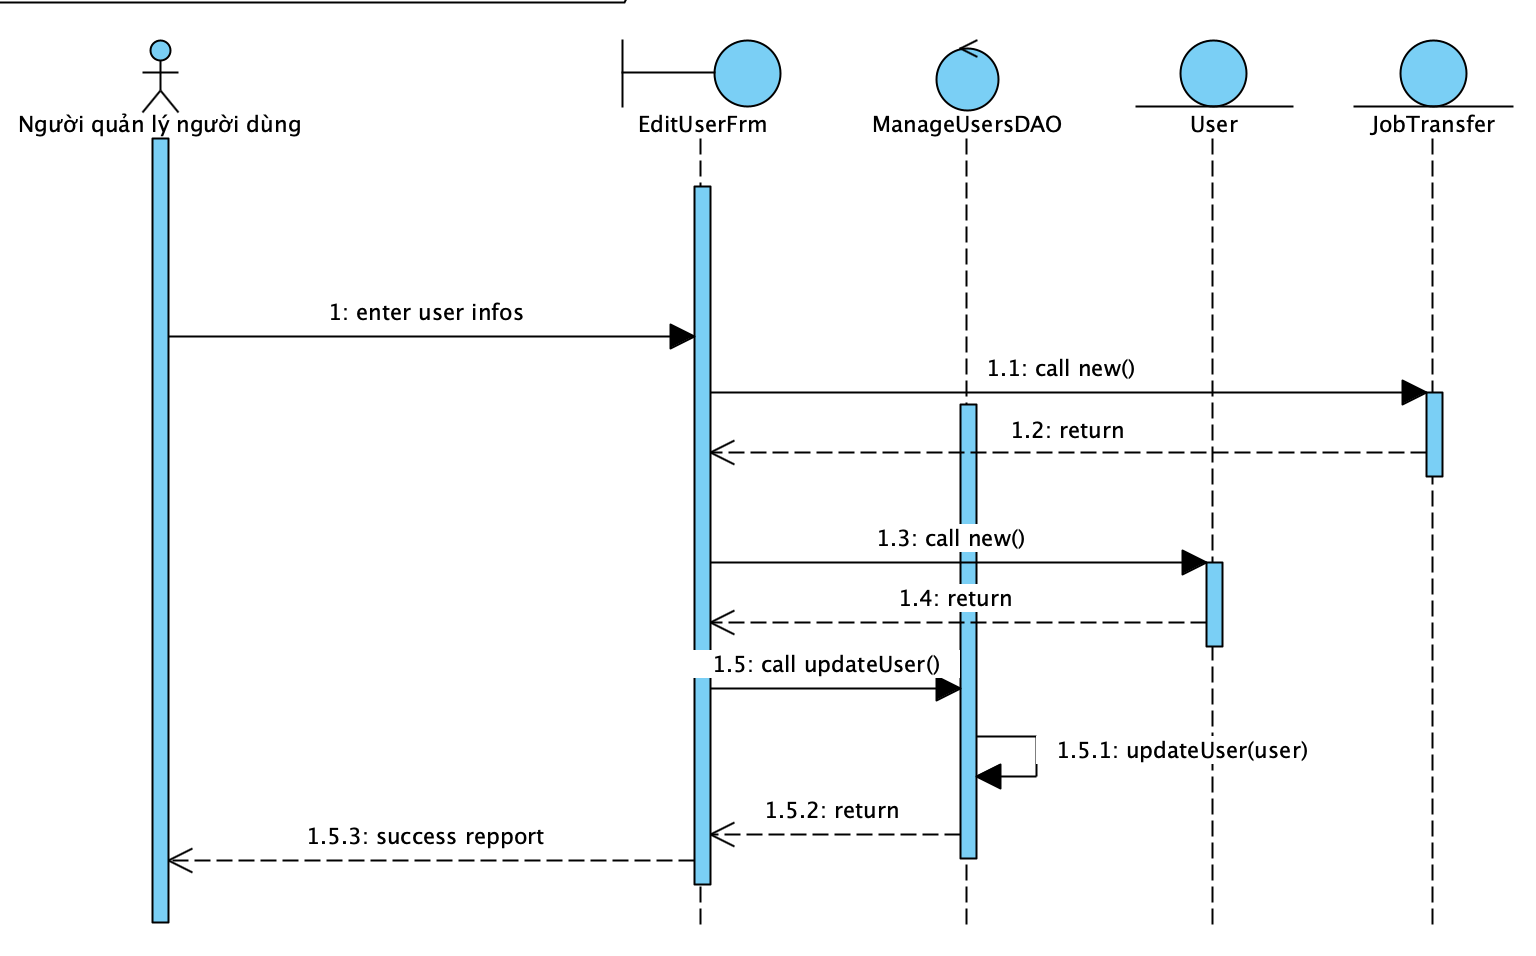 Người quản lý người dùng
EditUserFrm
ManageUsersDAO
User
JobTransfer
1: enter user infos
1.1: call new()
1.2: return
1.3: call new()
1.4: return
1.5: call updateUser()
1.5.1: updateUser(user)
1.5.2: return
1.5.3: success repport